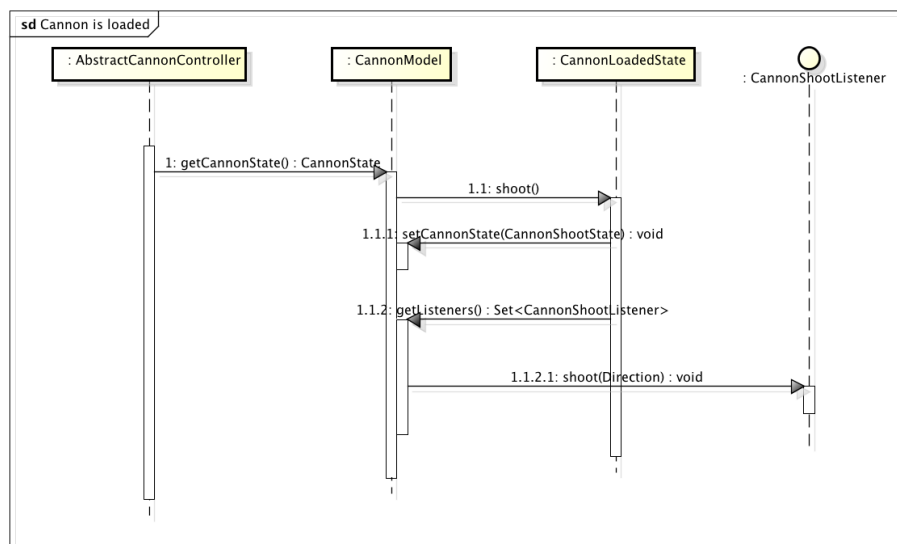 sd Cannon is loaded
: AbstractCannonController
: CannonModel
: CannonLoadedState
: CannonShootListener
1: getCannonState() : CannonState
1.1: shoot()
1.1.1: setCannonState(CannonShootState) : void
1.1.2: getListeners() : Set<CannonShootListener>
1.1.2.1: shoot(Direction) : void